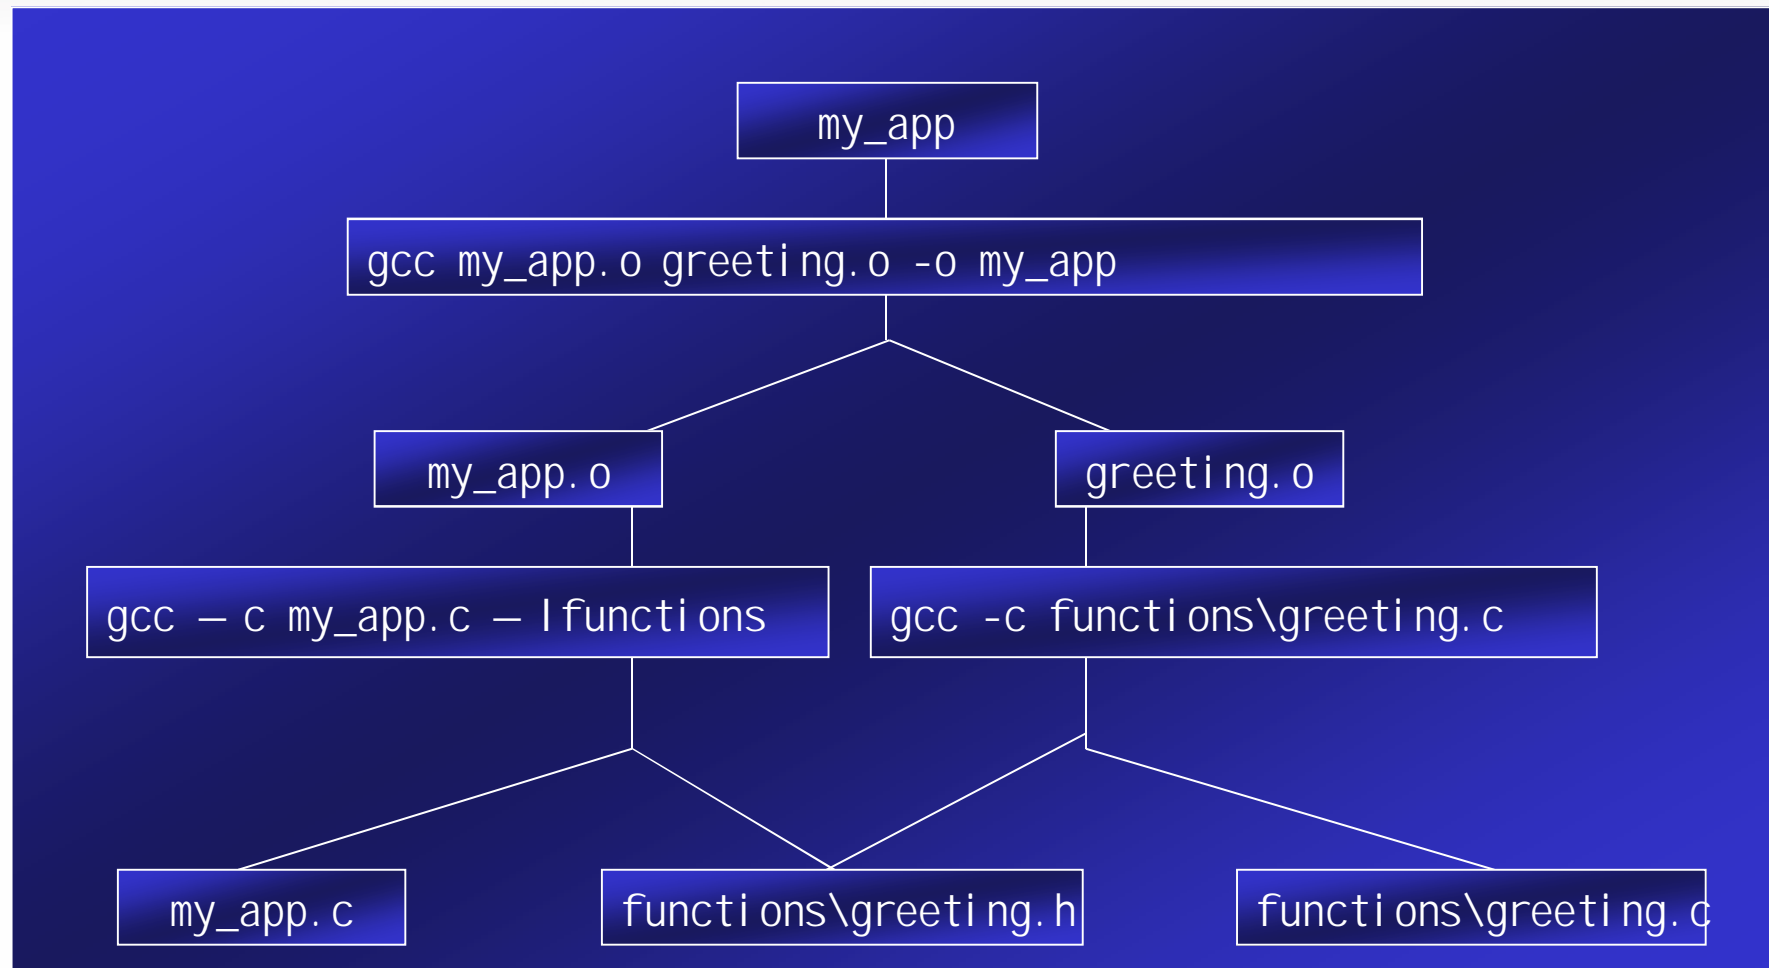 my_app
gcc my_app.o greeting.o -o my_app
my_app.o
greeting.o
gcc – c my_app.c – Ifunctions
gcc -c functions\greeting.c
my_app.c
functions\greeting.h
functions\greeting.c